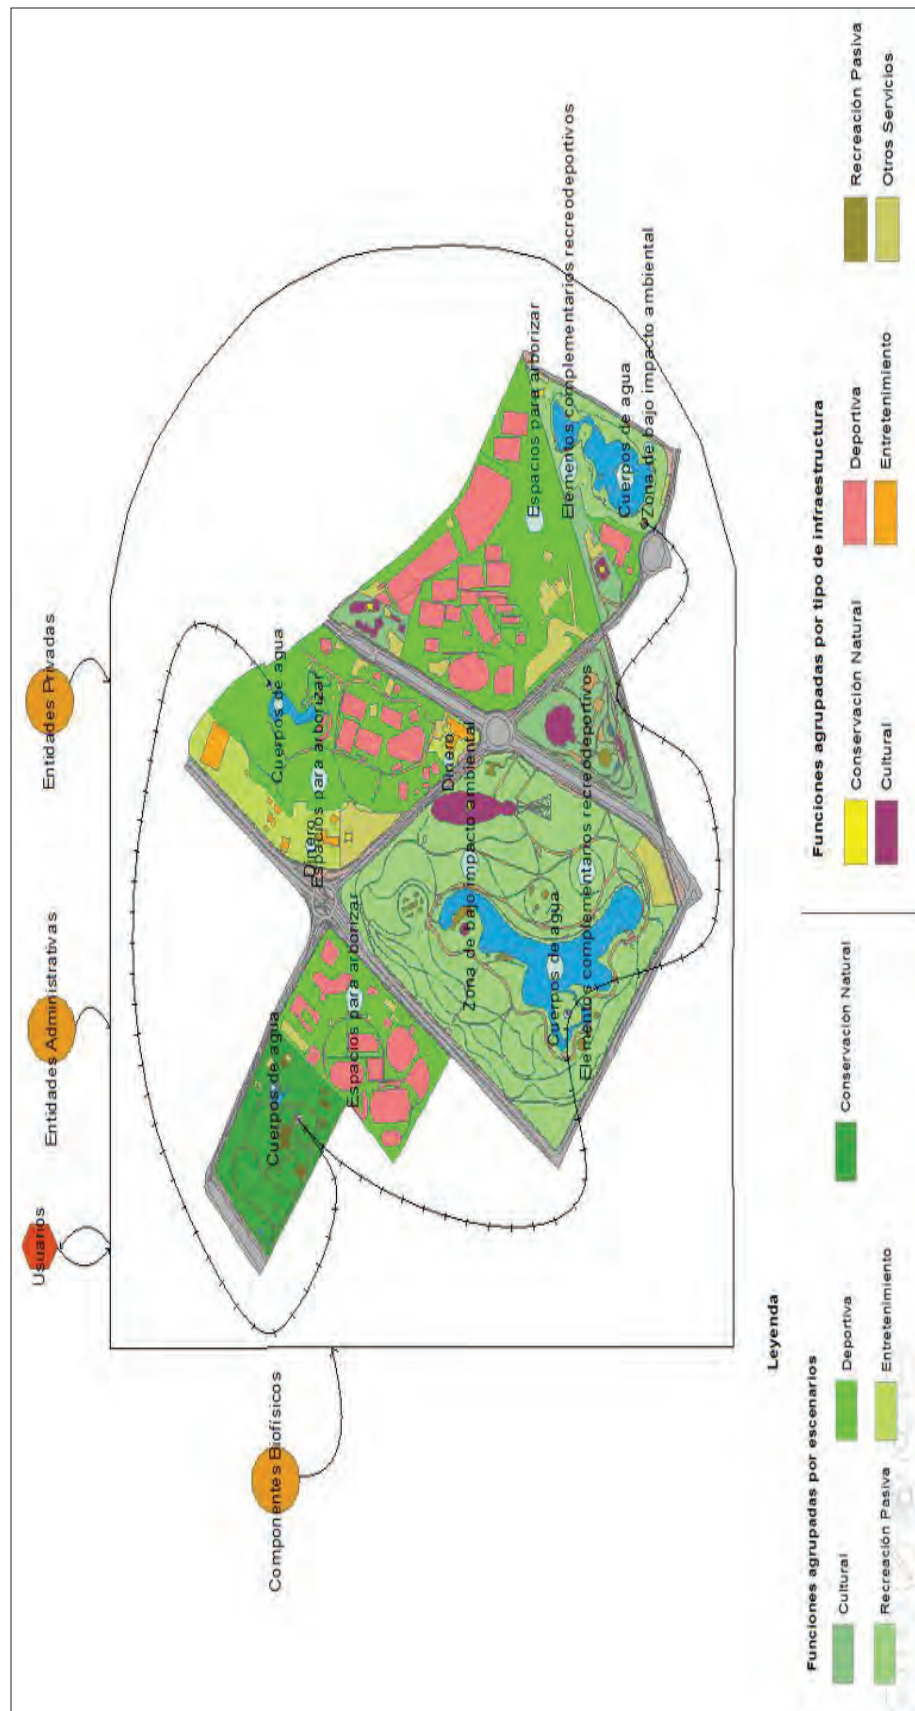 Componentes Biofísicos
Usuarios
Entidades Administrativas
Entidades Privadas
Cuerpos de agua
Espacios para arborizar
Cuerpos de agua
Dinero
Espacios para arborizar
Dinero
Zona de bajo impacto ambiental
Cuerpos de agua
Elementos complementarios recreodeportivos
Espacios para arborizar
Elementos complementarios recreodeportivos
Cuerpos de agua
Zona de bajo impacto ambiental
Leyenda
Funciones agrupadas por escenarios
Cultural
Deportiva
Conservación Natural
Recreación Pasiva
Entretenimiento
Funciones agrupadas por tipo de infraestructura
Conservación Natural
Deportiva
Recreación Pasiva
Cultural
Entretenimiento
Otros Servicios